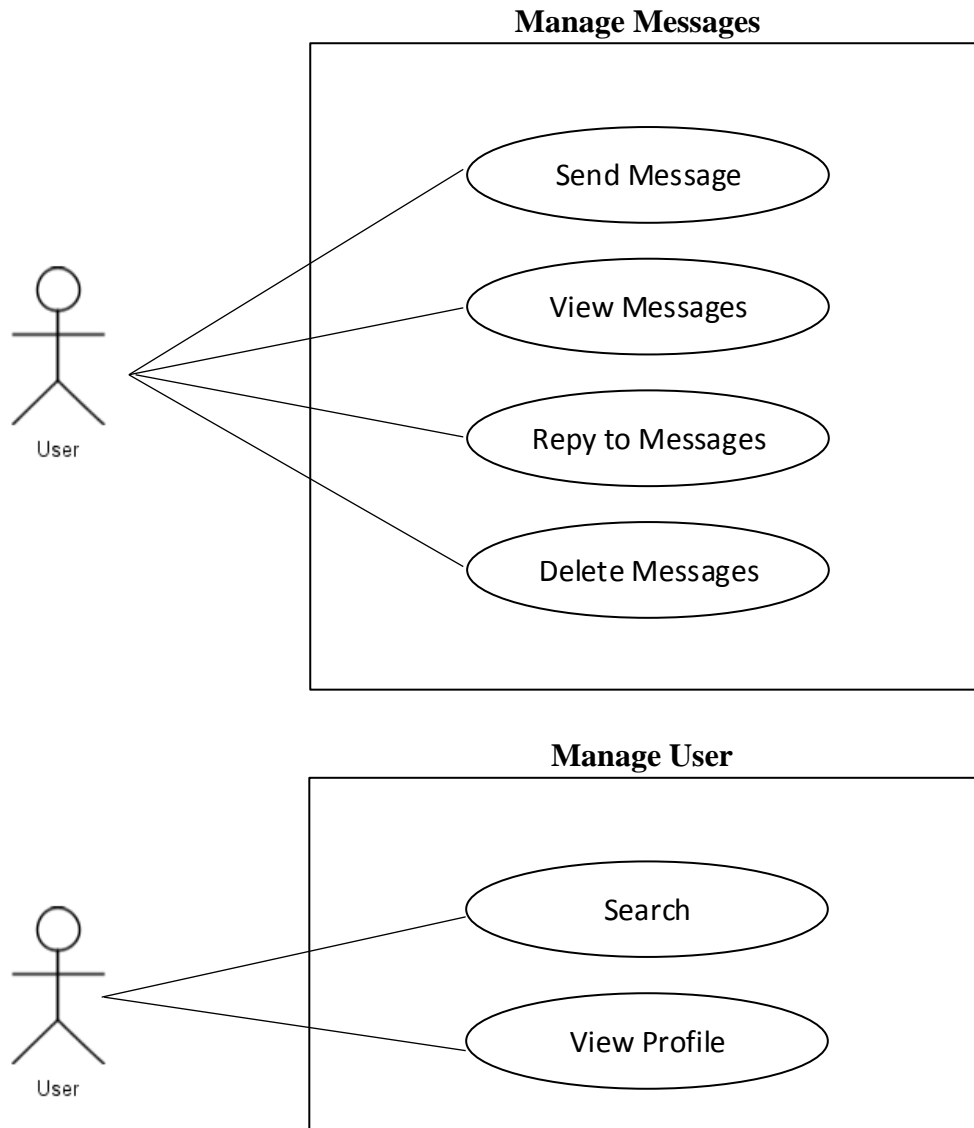 Manage Messages
Send Message
View Messages
User
Repy to Messages
Delete Messages
Manage User
Search
View Profile
User